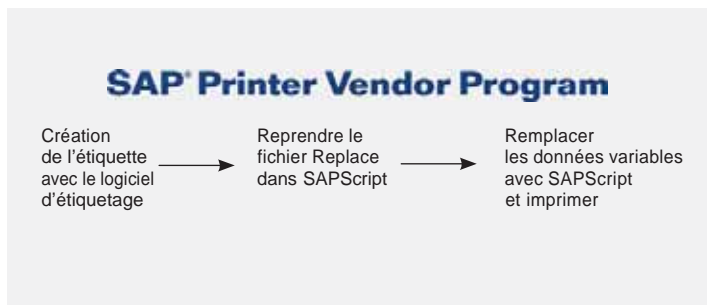 SAP® Printer Vendor Program
Création
de l'étiquette
avec le logiciel
d'étiquetage
Reprendre le
fichier Replace
dans SAPScript
Remplacer
les données variables
avec SAPScript
et imprimer